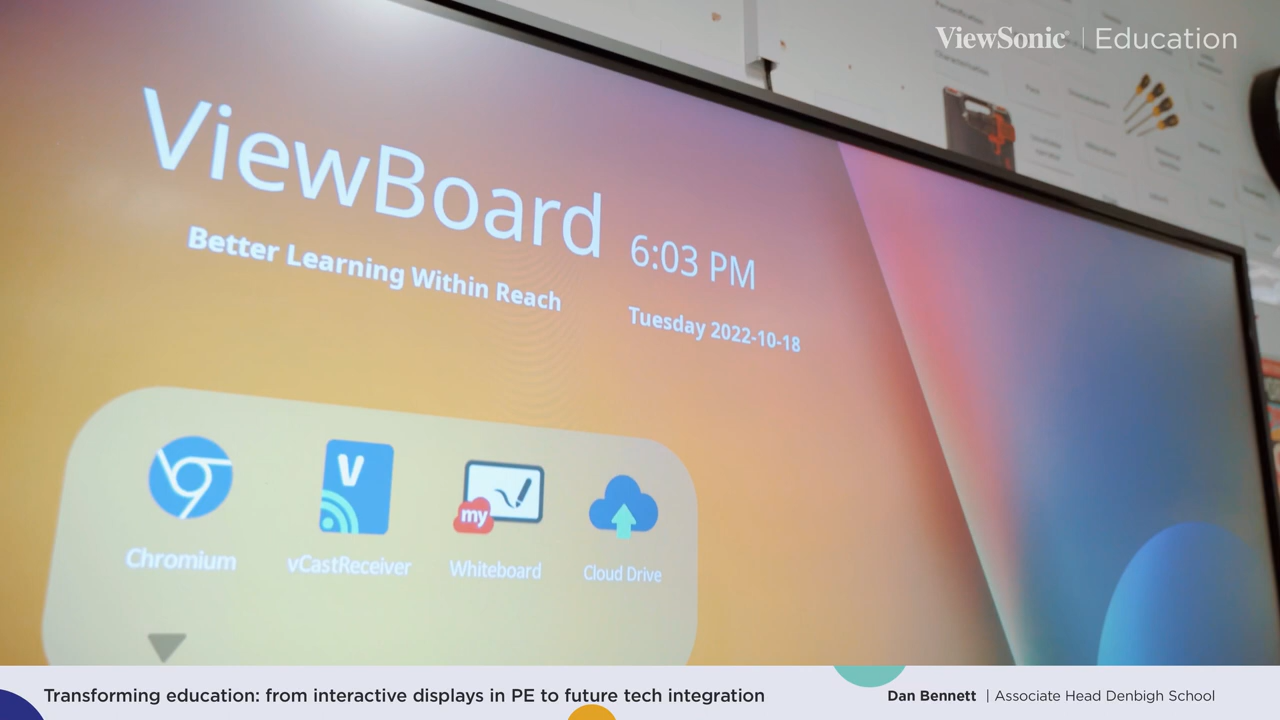 ViewSonic | Education
ViewBoard
6:03 PM
Better Learning Within Reach
Tuesday 2022-10-18
V
my
Chromium
vCastReceiver
Whiteboard
Cloud Drive
Transforming education: from interactive displays in PE to future tech integration
Dan Bennett | Associate Head Denbigh School